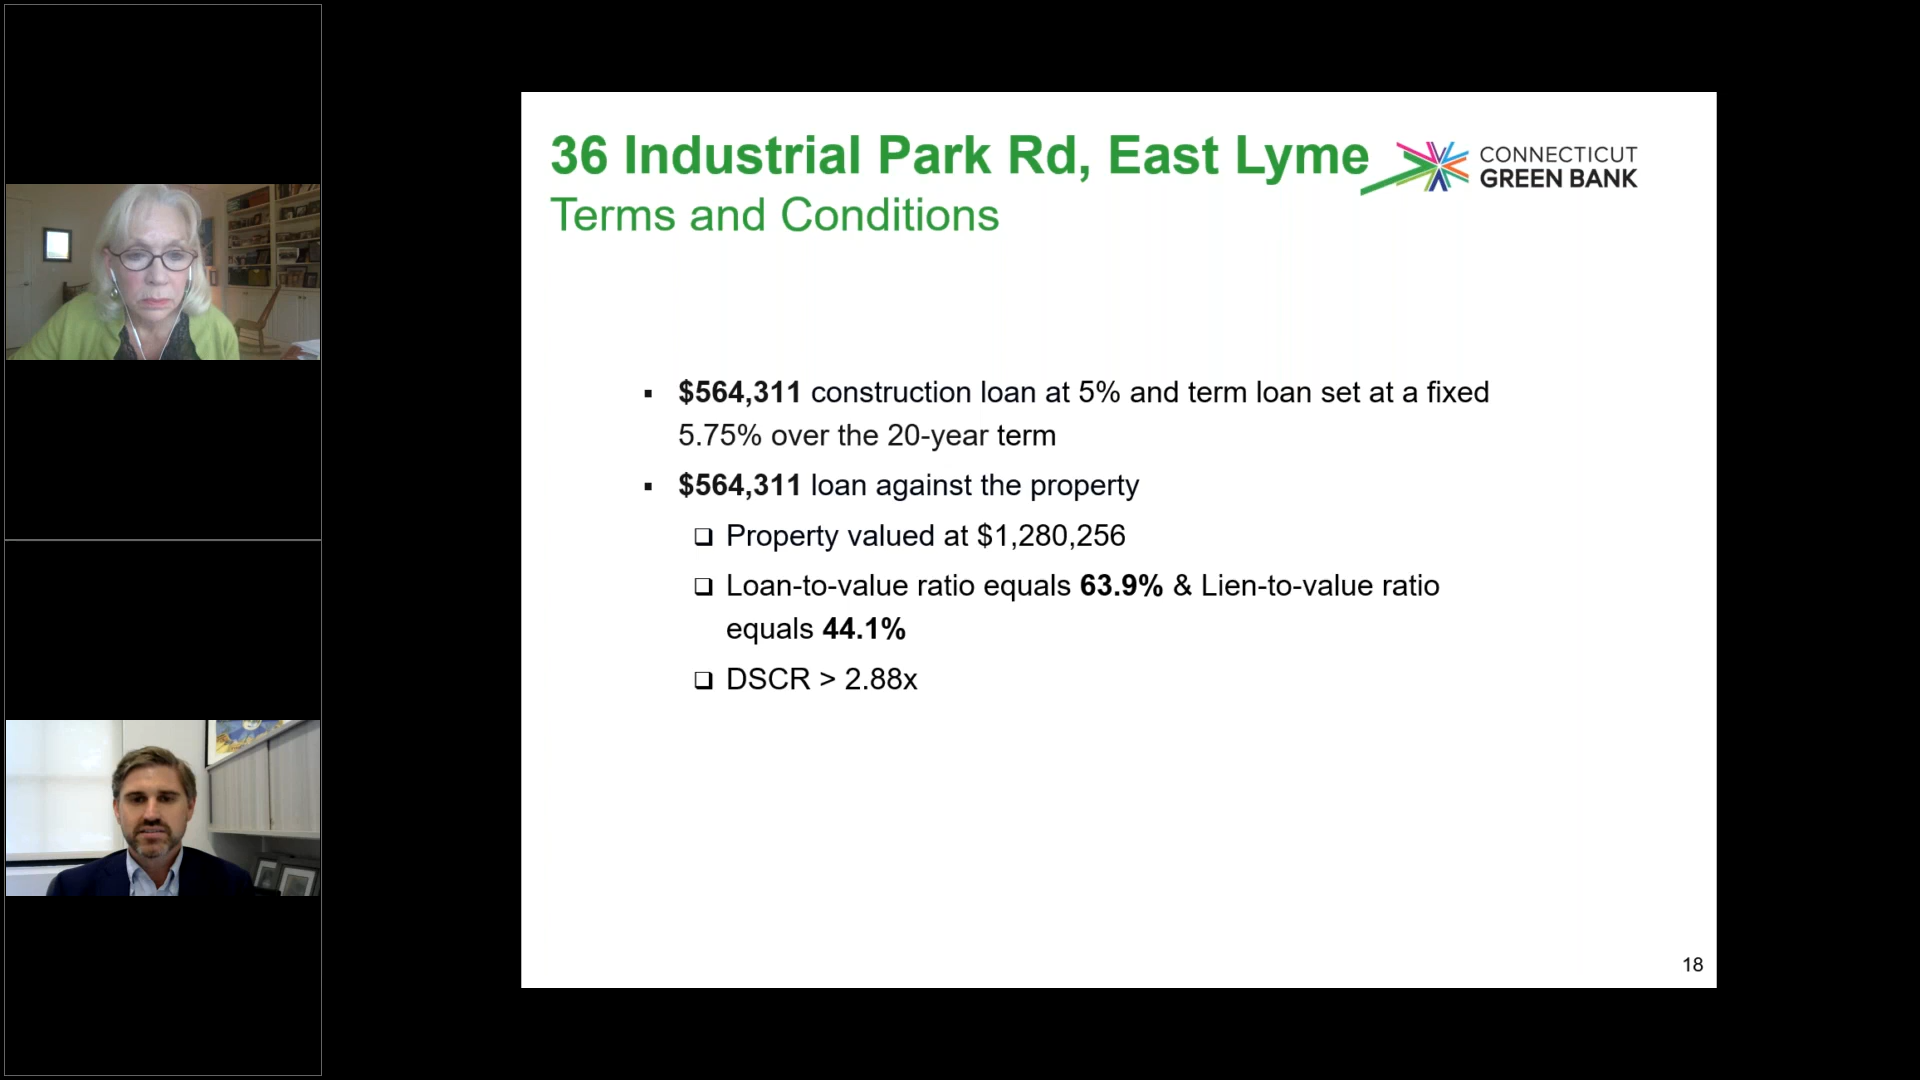 36 Industrial Park Rd, East Lyme
Terms and Conditions
CONNECTICUT
GREEN BANK
▪ $564,311 construction loan at 5% and term loan set at a fixed
5.75% over the 20-year term
▪ $564,311 loan against the property
❑ Property valued at $1,280,256
❑ Loan-to-value ratio equals 63.9% & Lien-to-value ratio
equals 44.1%
❑ DSCR > 2.88x
18